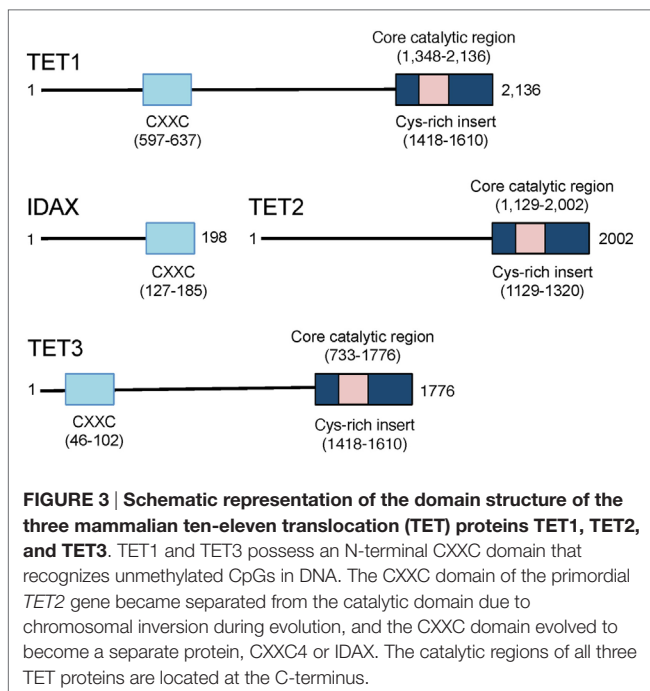 Core catalytic region
(1,348-2,136)
TET1
1
2,136
CXXC
(597-637)
Cys-rich insert
(1418-1610)
Core catalytic region
(1,129-2,002)
IDAX
TET2
1
198
1
2002
CXXC
(127-185)
Cys-rich insert
(1129-1320)
Core catalytic region
(733-1776)
TET3
1
1776
CXXC
(46-102)
Cys-rich insert
(1418-1610)
FIGURE 3 | Schematic representation of the domain structure of the
three mammalian ten-eleven translocation (TET) proteins TET1, TET2,
and TET3. TET1 and TET3 possess an N-terminal CXXC domain that
recognizes unmethylated CpGs in DNA. The CXXC domain of the primordial
TET2 gene became separated from the catalytic domain due to
chromosomal inversion during evolution, and the CXXC domain evolved to
become a separate protein, CXXC4 or IDAX. The catalytic regions of all three
TET proteins are located at the C-terminus.